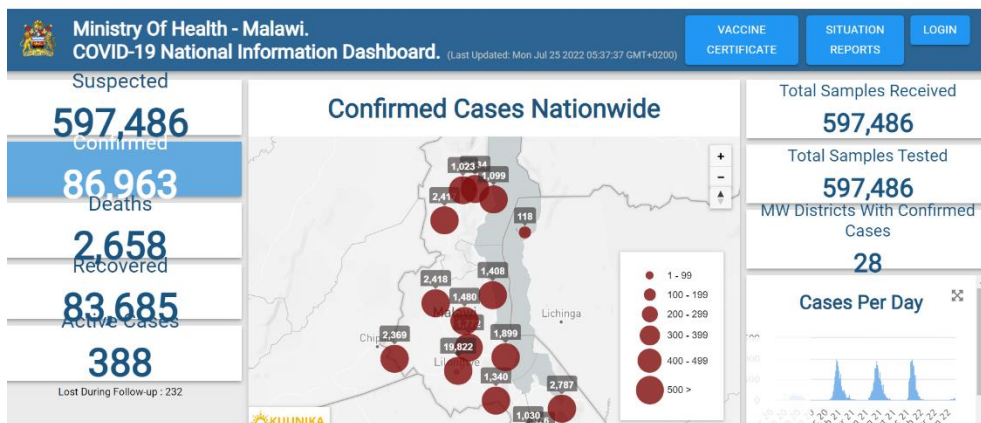 Ministry Of Health - Malawi.
COVID-19 National Information Dashboard. (Last Updated: Mon Jul 25 2022 05:37:37 GMT+0200)
VACCINE
CERTIFICATE
SITUATION
REPORTS
LOGIN
Suspected
597,486
Confirmed
86,963
Deaths
2,658
Recovered
83,685
Active Cases
388
Lost During Follow-up : 232
Confirmed Cases Nationwide
1,023
1,099
118
2,418
1,408
1,480
Malawi
Lichinga
2,369
19,822
1,899
Lilongwe
1,340
2,787
1,030
KUUNIKA
+
−
1 - 99
100 - 199
200 - 299
300 - 399
400 - 499
500 >
Total Samples Received
597,486
Total Samples Tested
597,486
MW Districts With Confirmed
Cases
28
Cases Per Day